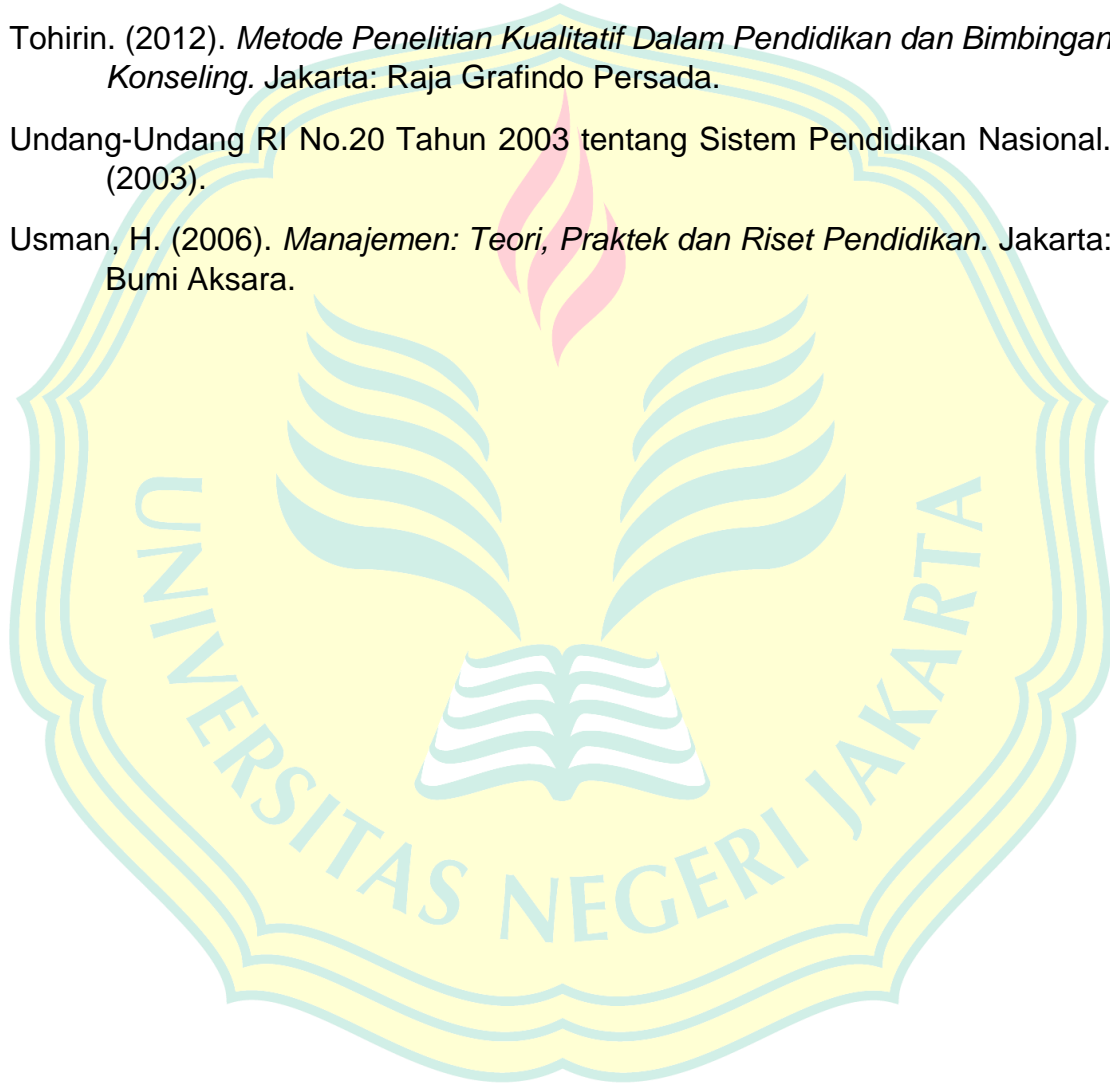 Tohirin. (2012). Metode Penelitian Kualitatif Dalam Pendidikan dan Bimbingan
Konseling. Jakarta: Raja Grafindo Persada.
Undang-Undang RI No.20 Tahun 2003 tentang Sistem Pendidikan Nasional.
(2003).
Usman, H. (2006). Manajemen: Teori, Praktek dan Riset Pendidikan. Jakarta:
Bumi Aksara.
UNIVERSITAS NEGERI JAKARTA